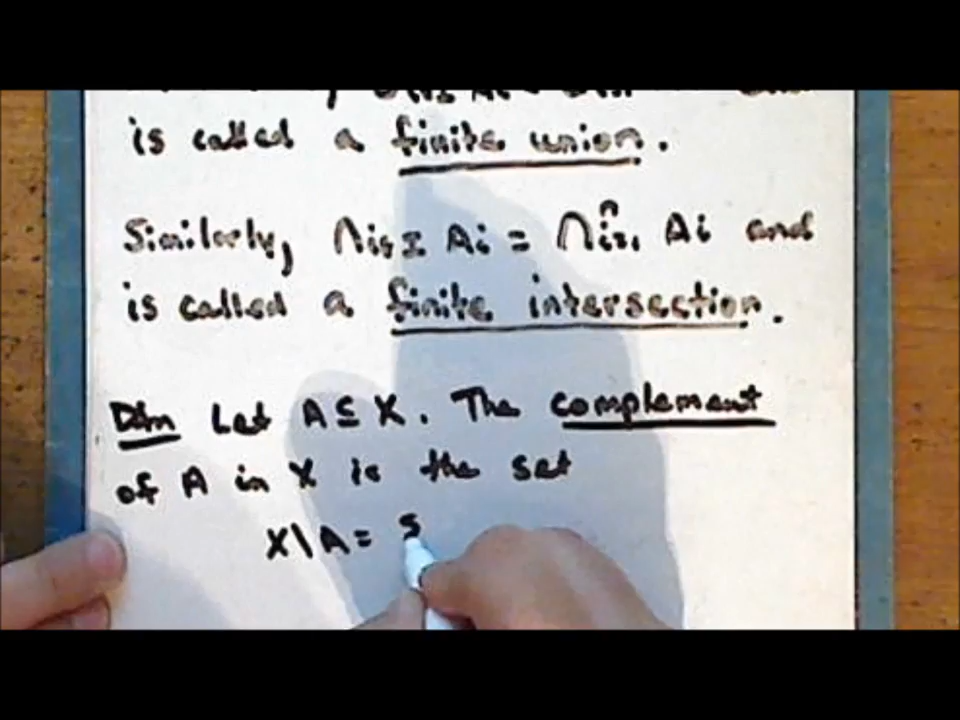 is called a finite union.
Similarly, ∩i∈I Ai = ∩ⁿi=1 Ai and
is called a finite intersection.
Dfn Let A ⊆ X. The complement
of A in X is the set
X \ A =